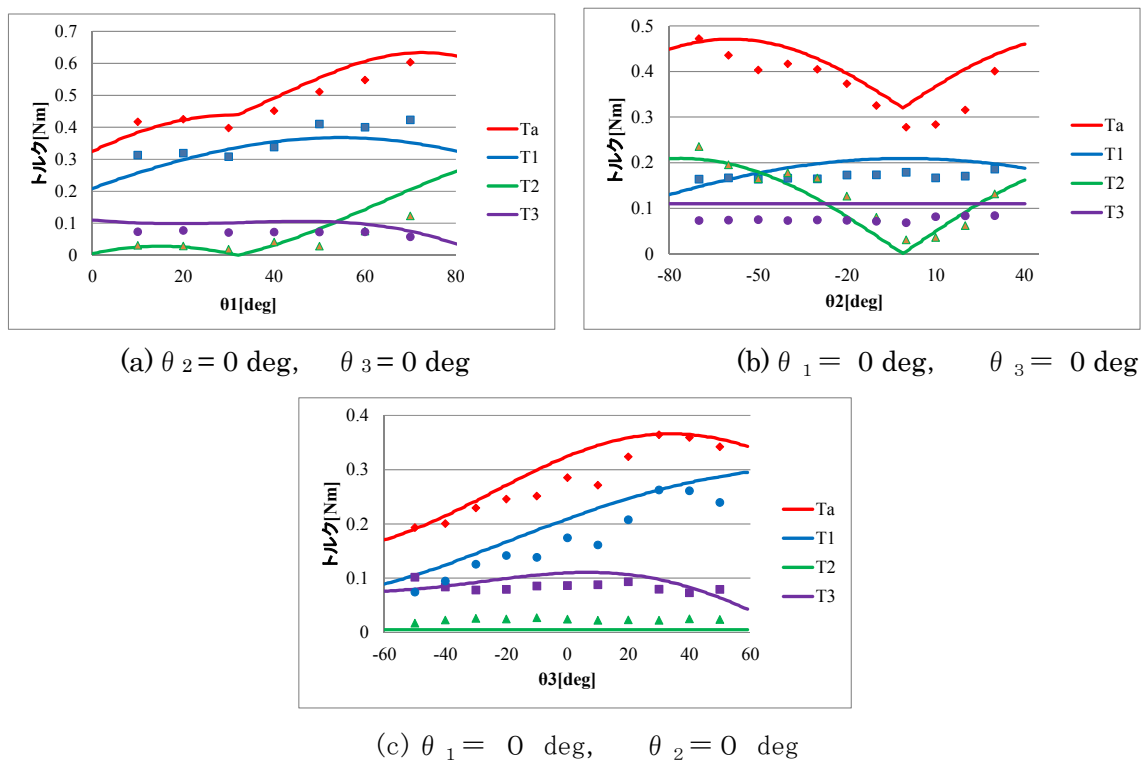 0.7
0.6
0.5
0.4
0.3
0.2
0.1
0
0 20 40 60 80
トルク[Nm]
θ1[deg]
Ta
T1
T2
T3
(a) θ 2 = 0 deg, θ 3 = 0 deg
0.5
0.4
0.3
0.2
0.1
0
-80 -50 -20 10 40
トルク[Nm]
θ2[deg]
Ta
T1
T2
T3
(b) θ 1 = 0 deg, θ 3 = 0 deg
0.4
0.3
0.2
0.1
0
-60 -40 -20 0 20 40 60
トルク[Nm]
θ3[deg]
Ta
T1
T2
T3
(c) θ 1 = 0 deg, θ 2 = 0 deg